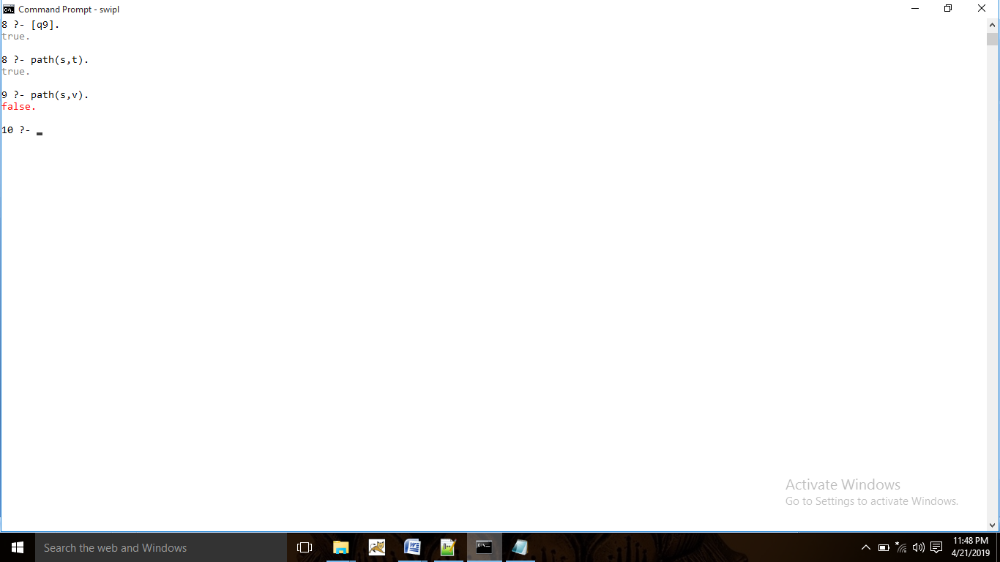 Command Prompt - swipl
8 ?- [q9].
true.
8 ?- path(s,t).
true.
9 ?- path(s,v).
false.
10 ?-
Activate Windows
Go to Settings to activate Windows.
Search the web and Windows
11:48 PM
4/21/2019